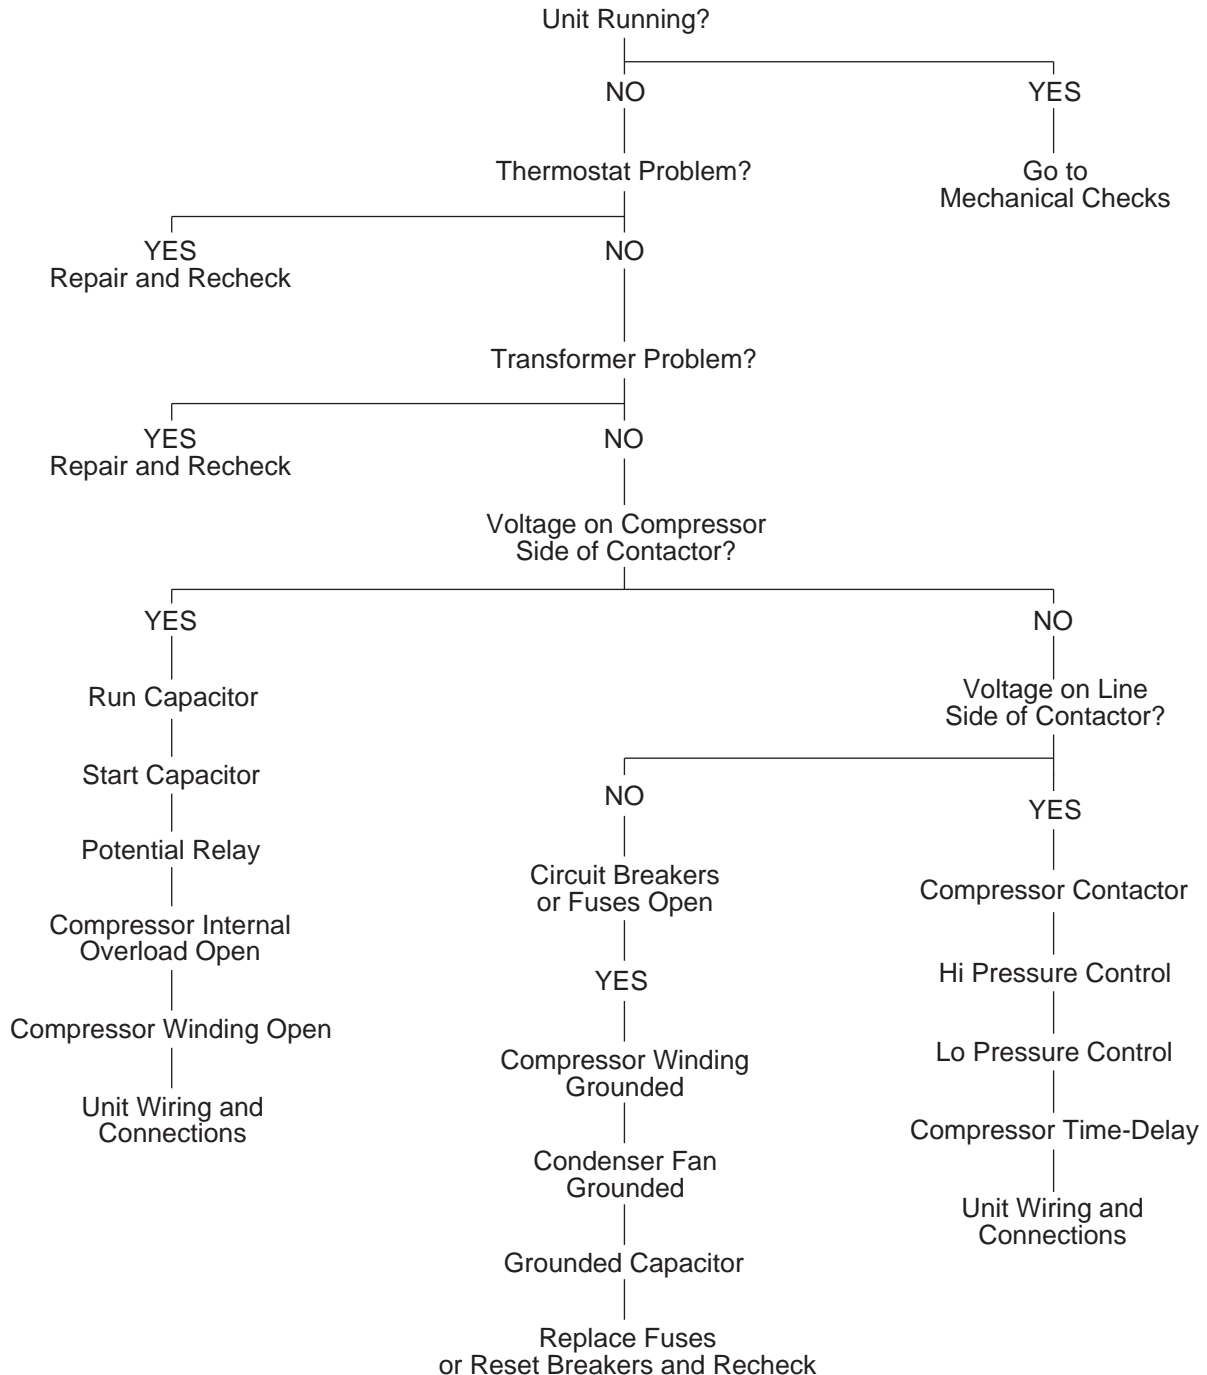 Unit Running?
NO
YES
Thermostat Problem?
Go to
Mechanical Checks
YES
Repair and Recheck
NO
Transformer Problem?
YES
Repair and Recheck
NO
Voltage on Compressor
Side of Contactor?
YES
NO
Run Capacitor
Start Capacitor
Potential Relay
Compressor Internal
Overload Open
Compressor Winding Open
Unit Wiring and
Connections
Voltage on Line
Side of Contactor?
NO
YES
Circuit Breakers
or Fuses Open
YES
Compressor Winding
Grounded
Condenser Fan
Grounded
Grounded Capacitor
Replace Fuses
or Reset Breakers and Recheck
Compressor Contactor
Hi Pressure Control
Lo Pressure Control
Compressor Time-Delay
Unit Wiring and
Connections